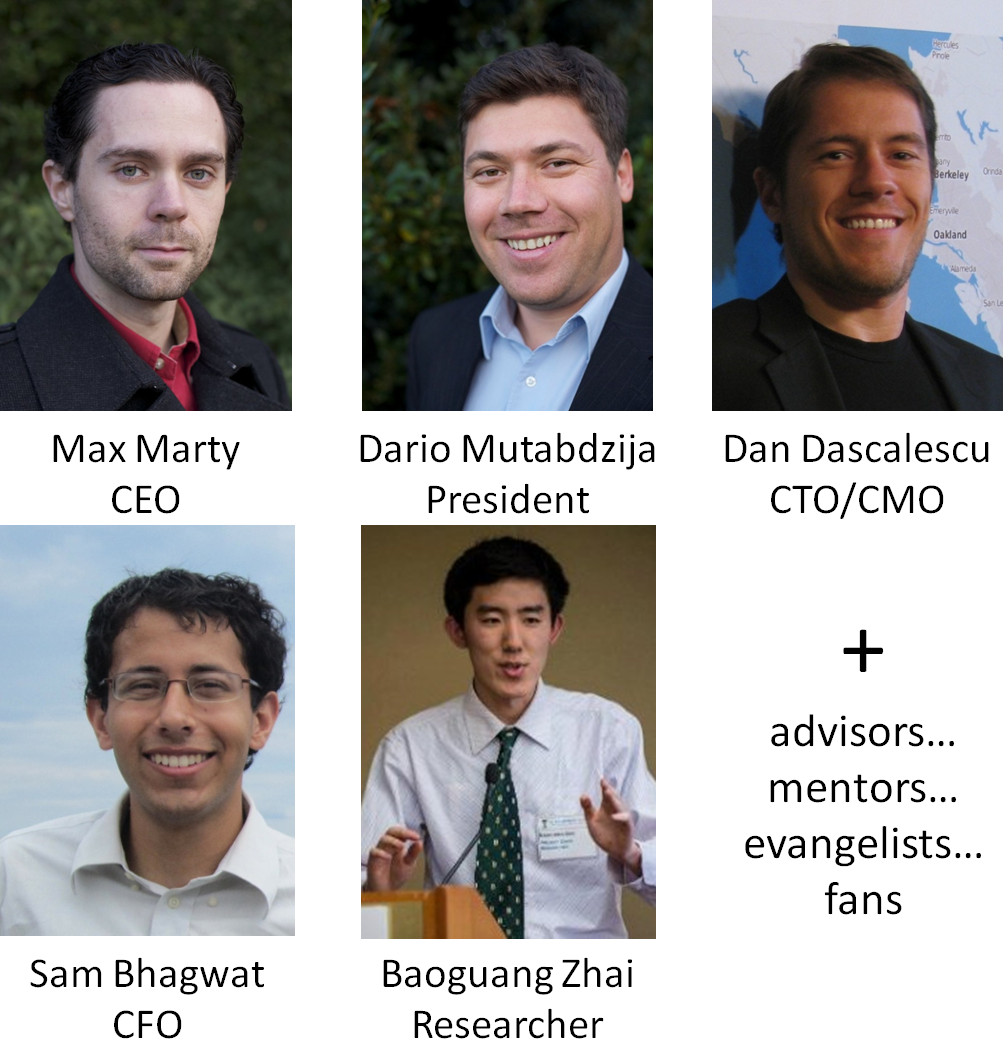 Hercules
Pinole
Berkeley
Orinda
Emeryville
Oakland
Alameda
San Le
Max Marty
CEO
Dario Mutabdzija
President
Dan Dascalescu
CTO/CMO
+
advisors...
mentors...
evangelists...
fans
Sam Bhagwat
CFO
Baoguang Zhai
Researcher